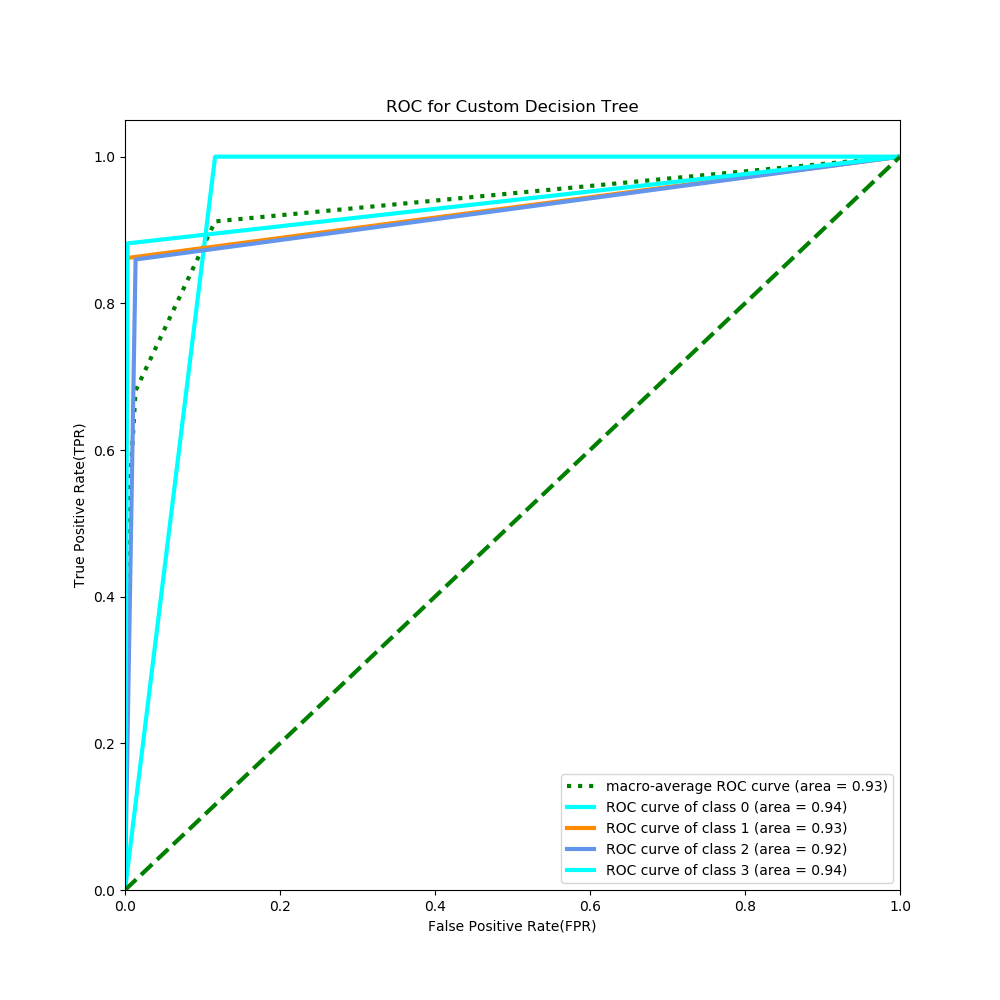 ROC for Custom Decision Tree
1.0
0.8
0.6
0.4
0.2
0.0
True Positive Rate(TPR)
macro-average ROC curve (area = 0.93)
ROC curve of class 0 (area = 0.94)
ROC curve of class 1 (area = 0.93)
ROC curve of class 2 (area = 0.92)
ROC curve of class 3 (area = 0.94)
0.0 0.2 0.4 0.6 0.8 1.0
False Positive Rate(FPR)